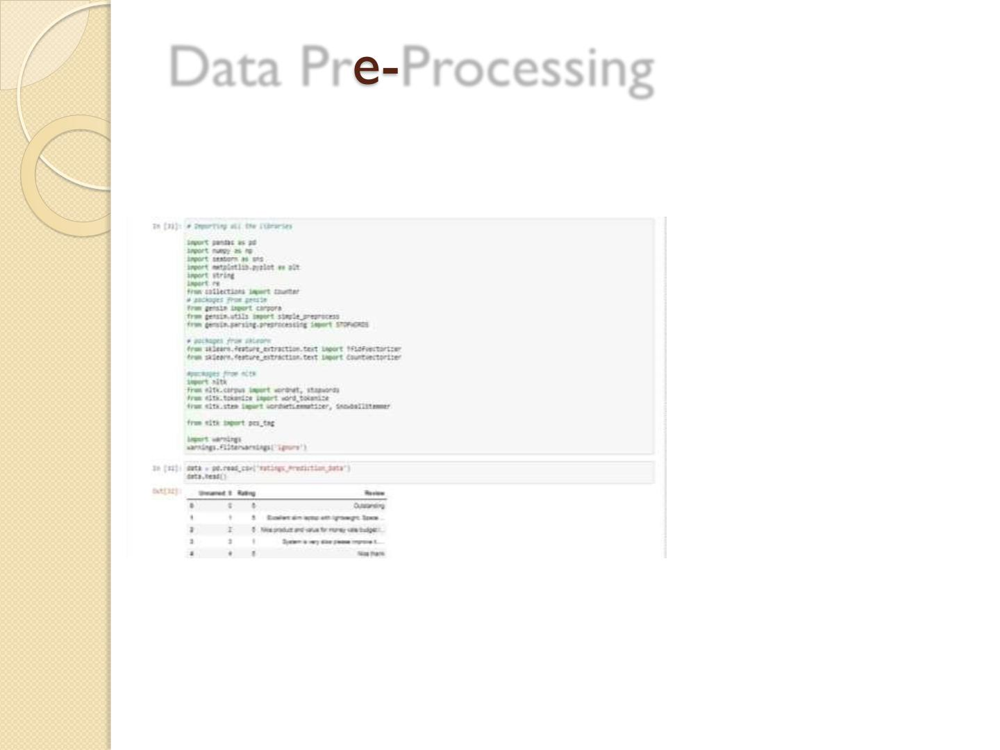 Data Pre-Processing
In [31]: # Importing all the libraries
import pandas as pd
import numpy as np
import seaborn as sns
import matplotlib.pyplot as plt
import string
import re
from collections import Counter
# packages from gensim
from gensim import corpora
from gensim.utils import simple_preprocess
from gensim.parsing.preprocessing import STOPWORDS
# packages from sklearn
from sklearn.feature_extraction.text import TfidfVectorizer
from sklearn.feature_extraction.text import CountVectorizer
#packages from nltk
import nltk
from nltk.corpus import wordnet, stopwords
from nltk.tokenize import word_tokenize
from nltk.stem import WordNetLemmatizer, SnowballStemmer
from nltk import pos_tag
import warnings
warnings.filterwarnings('ignore')
In [32]: data = pd.read_csv("Ratings_Prediction_Data")
data.head()
Out[32]: Unnamed: 0 Rating Review
0 0 5 Outstanding
1 1 5 Excellent slim laptop with lightweight. Space...
2 2 5 Nice product and value for money vala budget l...
3 3 1 System is very slow please improve it....
4 4 5 Nice thank